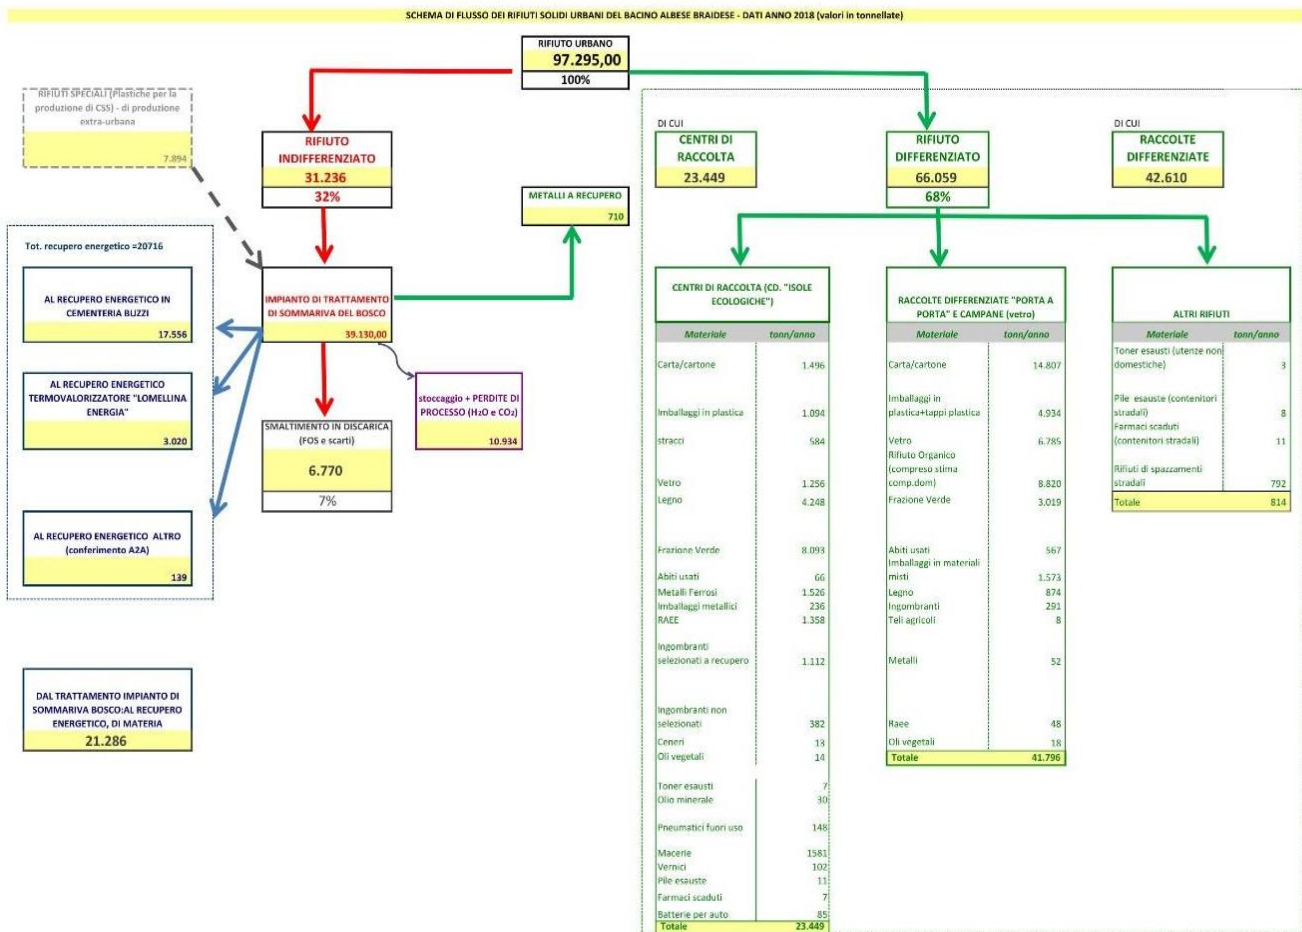 SCHEMA DI FLUSSO DEI RIFIUTI SOLIDI URBANI DEL BACINO ALBESE BRAIDESE - DATI ANNO 2018 (valori in tonnellate)
RIFIUTO URBANO
97.295,00
100%
RIFIUTI SPECIALI (Plastiche per la
produzione di CSS) - di produzione
extra-urbana
7.894
RIFIUTO
INDIFFERENZIATO
31.236
32%
METALLI A RECUPERO
710
DI CUI
CENTRI DI
RACCOLTA
23.449
RIFIUTO
DIFFERENZIATO
66.059
68%
DI CUI
RACCOLTE
DIFFERENZIATE
42.610
Tot. recupero energetico =20716
AL RECUPERO ENERGETICO IN
CEMENTERIA BUZZI
17.556
AL RECUPERO ENERGETICO
TERMOVALORIZZATORE "LOMELLINA
ENERGIA"
3.020
AL RECUPERO ENERGETICO ALTRO
(conferimento A2A)
139
DAL TRATTAMENTO IMPIANTO DI
SOMMARIVA BOSCO:AL RECUPERO
ENERGETICO, DI MATERIA
21.286
IMPIANTO DI TRATTAMENTO
DI SOMMARIVA DEL BOSCO
39.130,00
SMALTIMENTO IN DISCARICA
(FOS e scarti)
6.770
7%
stoccaggio + PERDITE DI
PROCESSO (H2O e CO2)
10.934
CENTRI DI RACCOLTA (CD. "ISOLE
ECOLOGICHE")
Materiale tonn/anno
Carta/cartone 1.496
Imballaggi in plastica 1.094
stracci 584
Vetro 1.256
Legno 4.248
Frazione Verde 8.093
Abiti usati 66
Metalli Ferrosi 1.526
Imballaggi metallici 236
RAEE 1.358
Ingombranti
selezionati a recupero 1.112
Ingombranti non
selezionati 382
Ceneri 13
Oli vegetali 14
Toner esausti 7
Olio minerale 30
Pneumatici fuori uso 148
Macerie 1581
Vernici 102
Pile esauste 11
Farmaci scaduti 7
Batterie per auto 85
Totale 23.449
RACCOLTE DIFFERENZIATE "PORTA A
PORTA" E CAMPANE (vetro)
Materiale tonn/anno
Carta/cartone 14.807
Imballaggi in
plastica+tappi plastica 4.934
Vetro 6.785
Rifiuto Organico
(compreso stima
comp.dom) 8.820
Frazione Verde 3.019
Abiti usati 567
Imballaggi in materiali
misti 1.573
Legno 874
Ingombranti 291
Teli agricoli 8
Metalli 52
Raee 48
Oli vegetali 18
Totale 41.796
ALTRI RIFIUTI
Materiale tonn/anno
Toner esausti (utenze non
domestiche) 3
Pile esauste (contenitori
stradali) 8
Farmaci scaduti
(contenitori stradali) 11
Rifiuti di spazzamenti
stradali 792
Totale 814